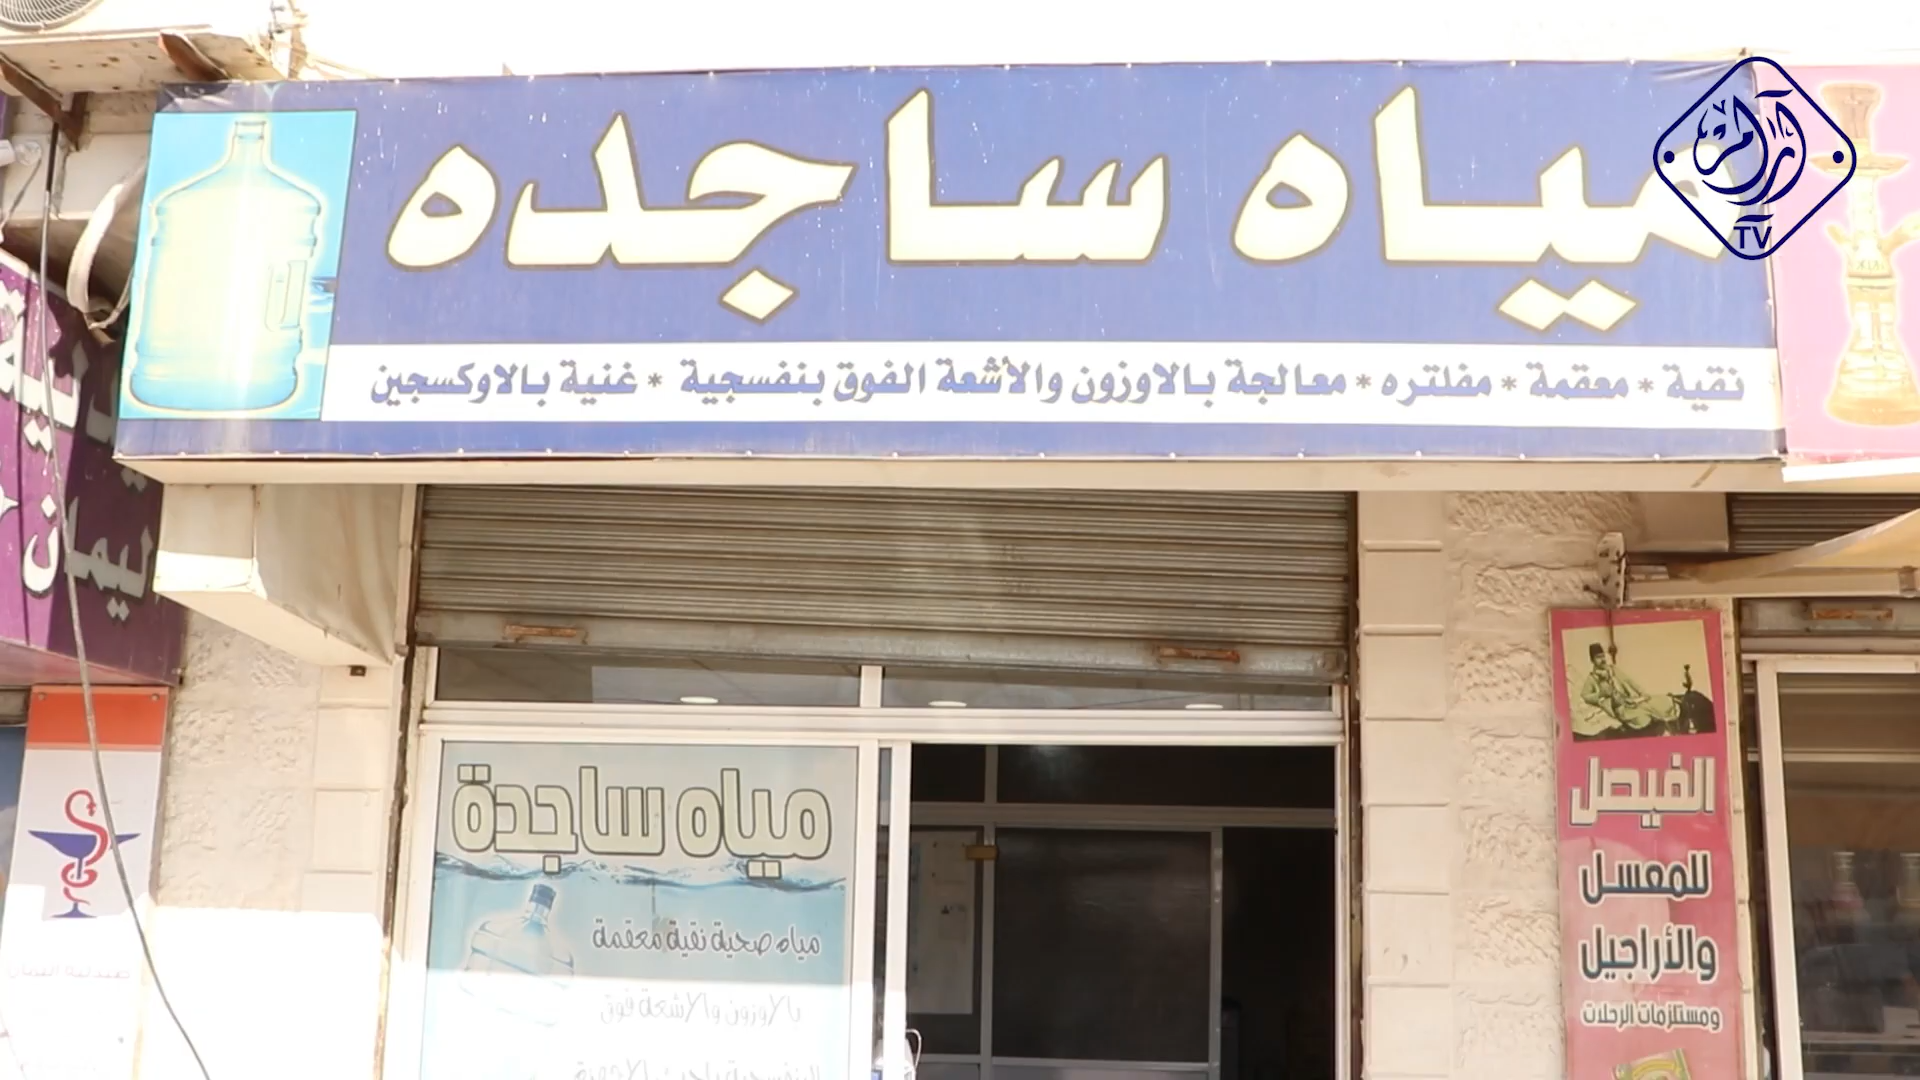 مياه ساجده
نقية * معقمة * مفلتره * معالجة بالاوزون والأشعة الفوق بنفسجية * غنية بالاوكسجين
آرام
TV
مياه ساجدة
مياه صحية نقية معقمة
بالاوزون والاشعة فوق
الفيصل
للمعسل
والأراجيل
ومستلزمات الرحلات